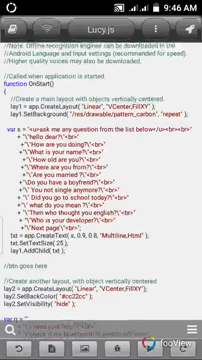 9:46 AM
Lucy.js
//Note: Offline recognition engine can be downloaded in the
//Android Language and Input settings (recommended for speed).
//Higher quality voices may also be downloaded.
//Called when application is started
function OnStart()
{
//Create a main layout with objects vertically centered.
lay1 = app.CreateLayout( "Linear", "VCenter,FillXY" );
lay1.SetBackground( "/res/drawable/pattern_carbon", "repeat" );
var s = "<u>ask me any question from the list below</u><br><br>"
+"\"hello dear?\"<br>"
+"\"How are you doing?\"<br>"
+"\"What is your name?\"<br>"
+"\"How old are you?\"<br>"
+"\"Where are you from?\"<br>"
+"\"Are you married ?\"<br>"
+"\"Do you have a boyfriend?\"<br>"
+"\" You not single anymore?\"<br>"
+"\"Did you go to school today?\"<br>"
+"\" what do you mean ?\"<br>"
+"\"Then who thought you english?\"<br>"
+"\"Who is your developer?\"<br>"
+"\"Next page\"<br>";
txt = app.CreateText( s, 0.9, 0.8, "Multiline,Html" );
txt.SetTextSize( 25 );
lay1.AddChild( txt );
//btn goes here
//Create another layout, with object vertically centered
lay2 = app.CreateLayout( "Linear", "VCenter,FillXY" );
lay2.SetBackColor( "#cc22cc" );
lay2.SetVisibility( "hide" );
fooView